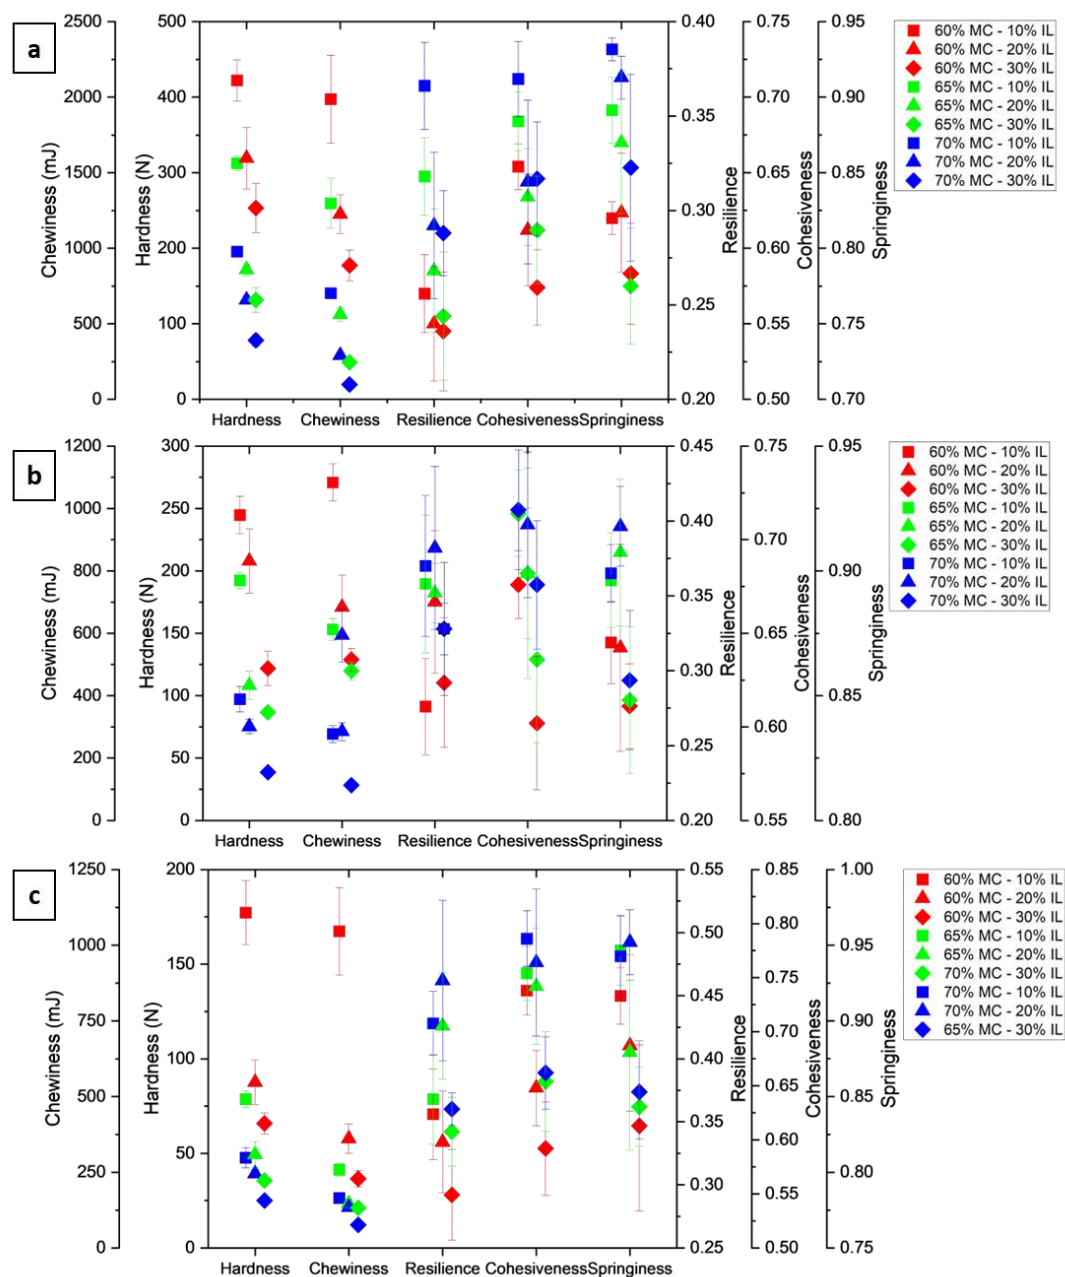 a
Chewiness (mJ)
2500
2000
1500
1000
500
0
Hardness (N)
500
400
300
200
100
0
Hardness
Chewiness
Resilience
Cohesiveness
Springiness
0.40
0.35
0.30
0.25
0.20
Resilience
0.75
0.70
0.65
0.60
0.55
0.50
Cohesiveness
0.95
0.90
0.85
0.80
0.75
0.70
Springiness
60% MC - 10% IL
60% MC - 20% IL
60% MC - 30% IL
65% MC - 10% IL
65% MC - 20% IL
65% MC - 30% IL
70% MC - 10% IL
70% MC - 20% IL
70% MC - 30% IL
b
Chewiness (mJ)
1200
1000
800
600
400
200
0
Hardness (N)
300
250
200
150
100
50
0
Hardness
Chewiness
Resilience
Cohesiveness
Springiness
0.45
0.40
0.35
0.30
0.25
0.20
Resilience
0.75
0.70
0.65
0.60
0.55
Cohesiveness
0.95
0.90
0.85
0.80
Springiness
60% MC - 10% IL
60% MC - 20% IL
60% MC - 30% IL
65% MC - 10% IL
65% MC - 20% IL
65% MC - 30% IL
70% MC - 10% IL
70% MC - 20% IL
70% MC - 30% IL
c
Chewiness (mJ)
1250
1000
750
500
250
0
Hardness (N)
200
150
100
50
0
Hardness
Chewiness
Resilience
Cohesiveness
Springiness
0.55
0.50
0.45
0.40
0.35
0.30
0.25
Resilience
0.85
0.80
0.75
0.70
0.65
0.60
0.55
0.50
Cohesiveness
1.00
0.95
0.90
0.85
0.80
0.75
Springiness
60% MC - 10% IL
60% MC - 20% IL
60% MC - 30% IL
65% MC - 10% IL
65% MC - 20% IL
70% MC - 30% IL
70% MC - 10% IL
70% MC - 20% IL
65% MC - 30% IL